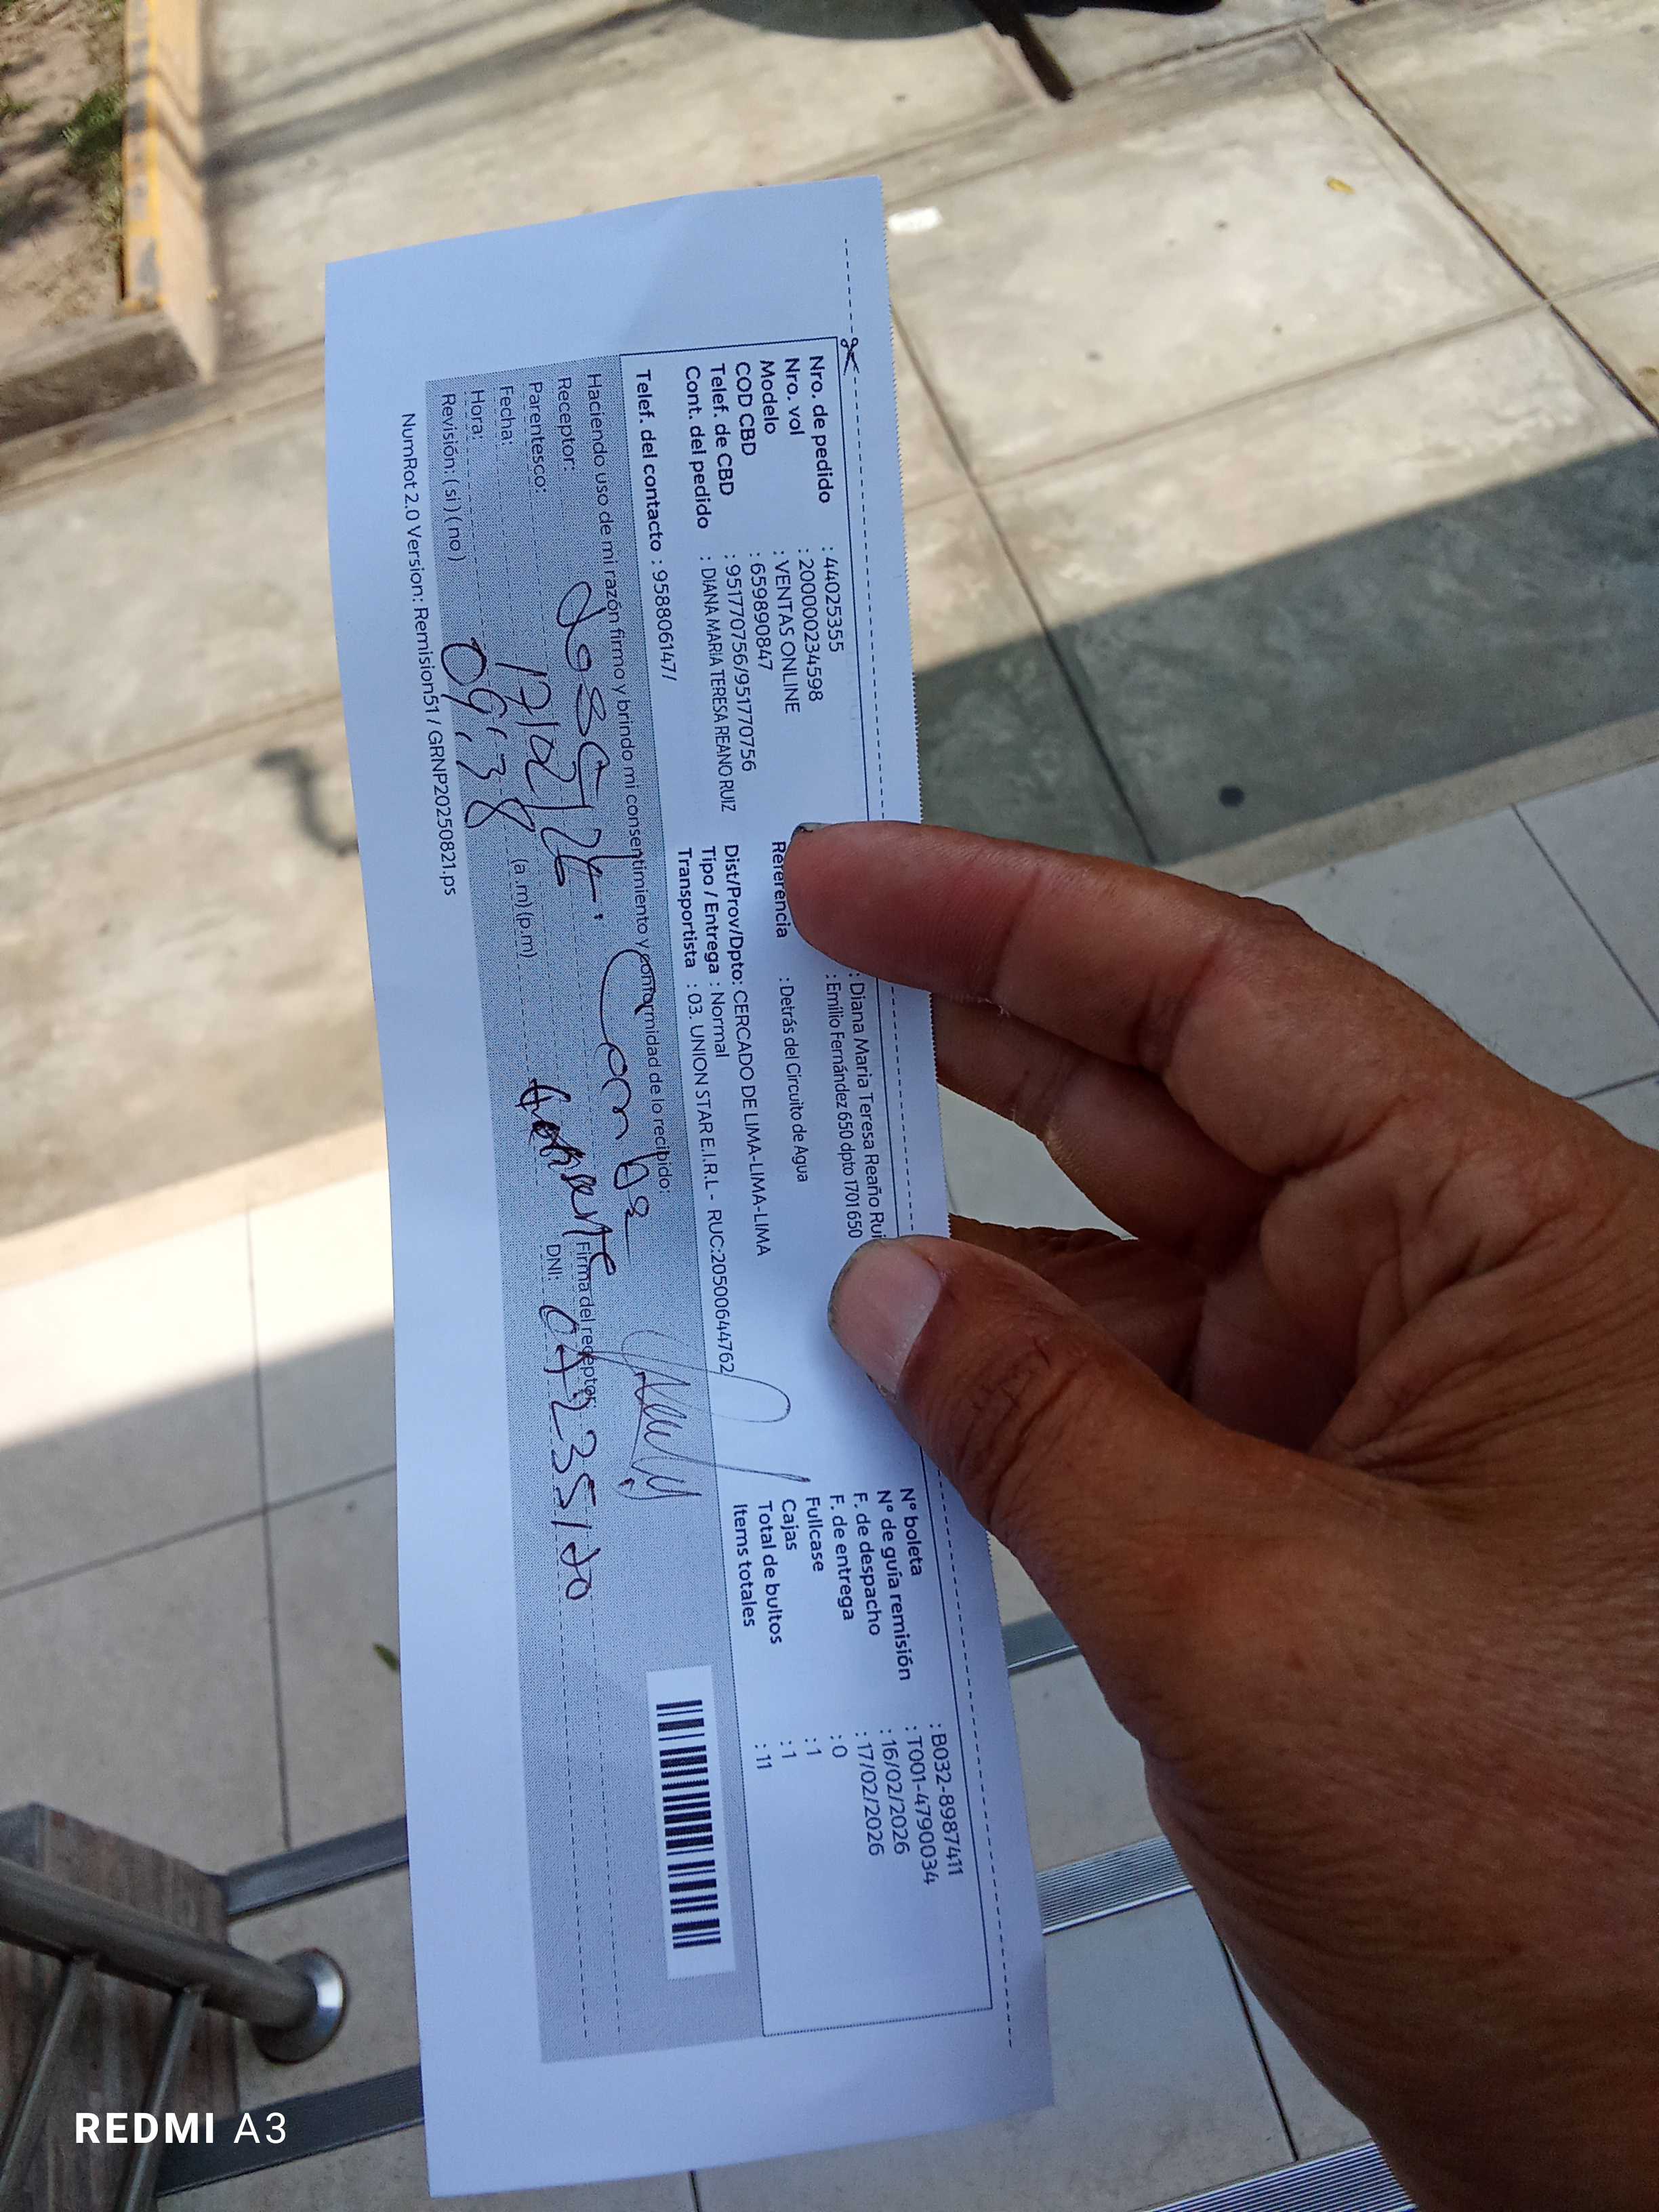 Nro. de pedido : 44025355
Nro. vol : 2000000234598
Modelo : VENTAS ONLINE
COD CBD : 659890847
Telef. de CBD : 951770756/951770756
Cont. del pedido : DIANA MARIA TERESA REANO RUIZ
Telef. del contacto : 958806147/
: Diana Maria Teresa Reaño Rui
: Emilio Fernández 650 dpto 1701 650
Referencia : Detrás del Circuito de Agua
Dist/Prov/Dpto: CERCADO DE LIMA-LIMA-LIMA
Tipo / Entrega : Normal
Transportista : 03. UNION STAR E.I.R.L - RUC:20500644762
N° boleta : B032-8987411
N° de guía remisión : T001-4790034
F. de despacho : 16/02/2026
F. de entrega : 17/02/2026
Fullcase : 0
Cajas : 1
Total de bultos : 1
Items totales : 11
Haciendo uso de mi razón firmo y brindo mi consentimiento y conformidad de lo recibido:
Receptor: José
Parentesco:
Fecha: 17/02/26.
Hora: 09:38 (a.m) (p.m)
Revisión: ( si ) ( no )
Firma del receptor:
DNI:
NumRot 2.0 Version: Remision51 / GRNP20250821.ps
REDMI A3